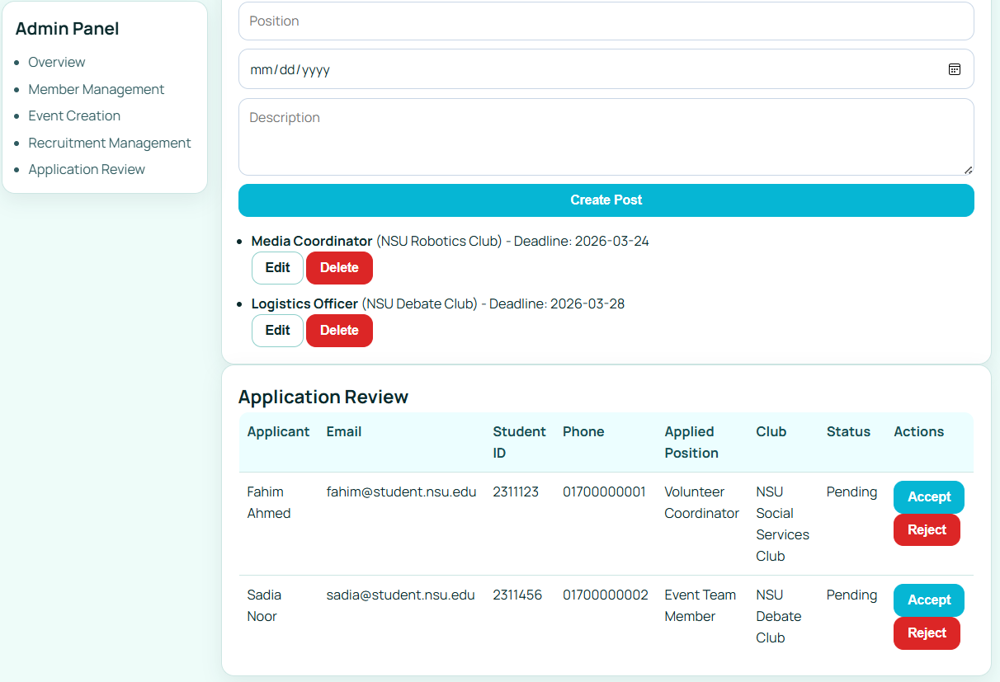 Admin Panel
Overview
Member Management
Event Creation
Recruitment Management
Application Review
Position
mm/dd/yyyy
Description
Create Post
Media Coordinator (NSU Robotics Club) - Deadline: 2026-03-24
Edit Delete
Logistics Officer (NSU Debate Club) - Deadline: 2026-03-28
Edit Delete
Application Review
Applicant Email Student ID Phone Applied Position Club Status Actions
Fahim Ahmed fahim@student.nsu.edu 2311123 01700000001 Volunteer Coordinator NSU Social Services Club Pending Accept Reject
Sadia Noor sadia@student.nsu.edu 2311456 01700000002 Event Team Member NSU Debate Club Pending Accept Reject